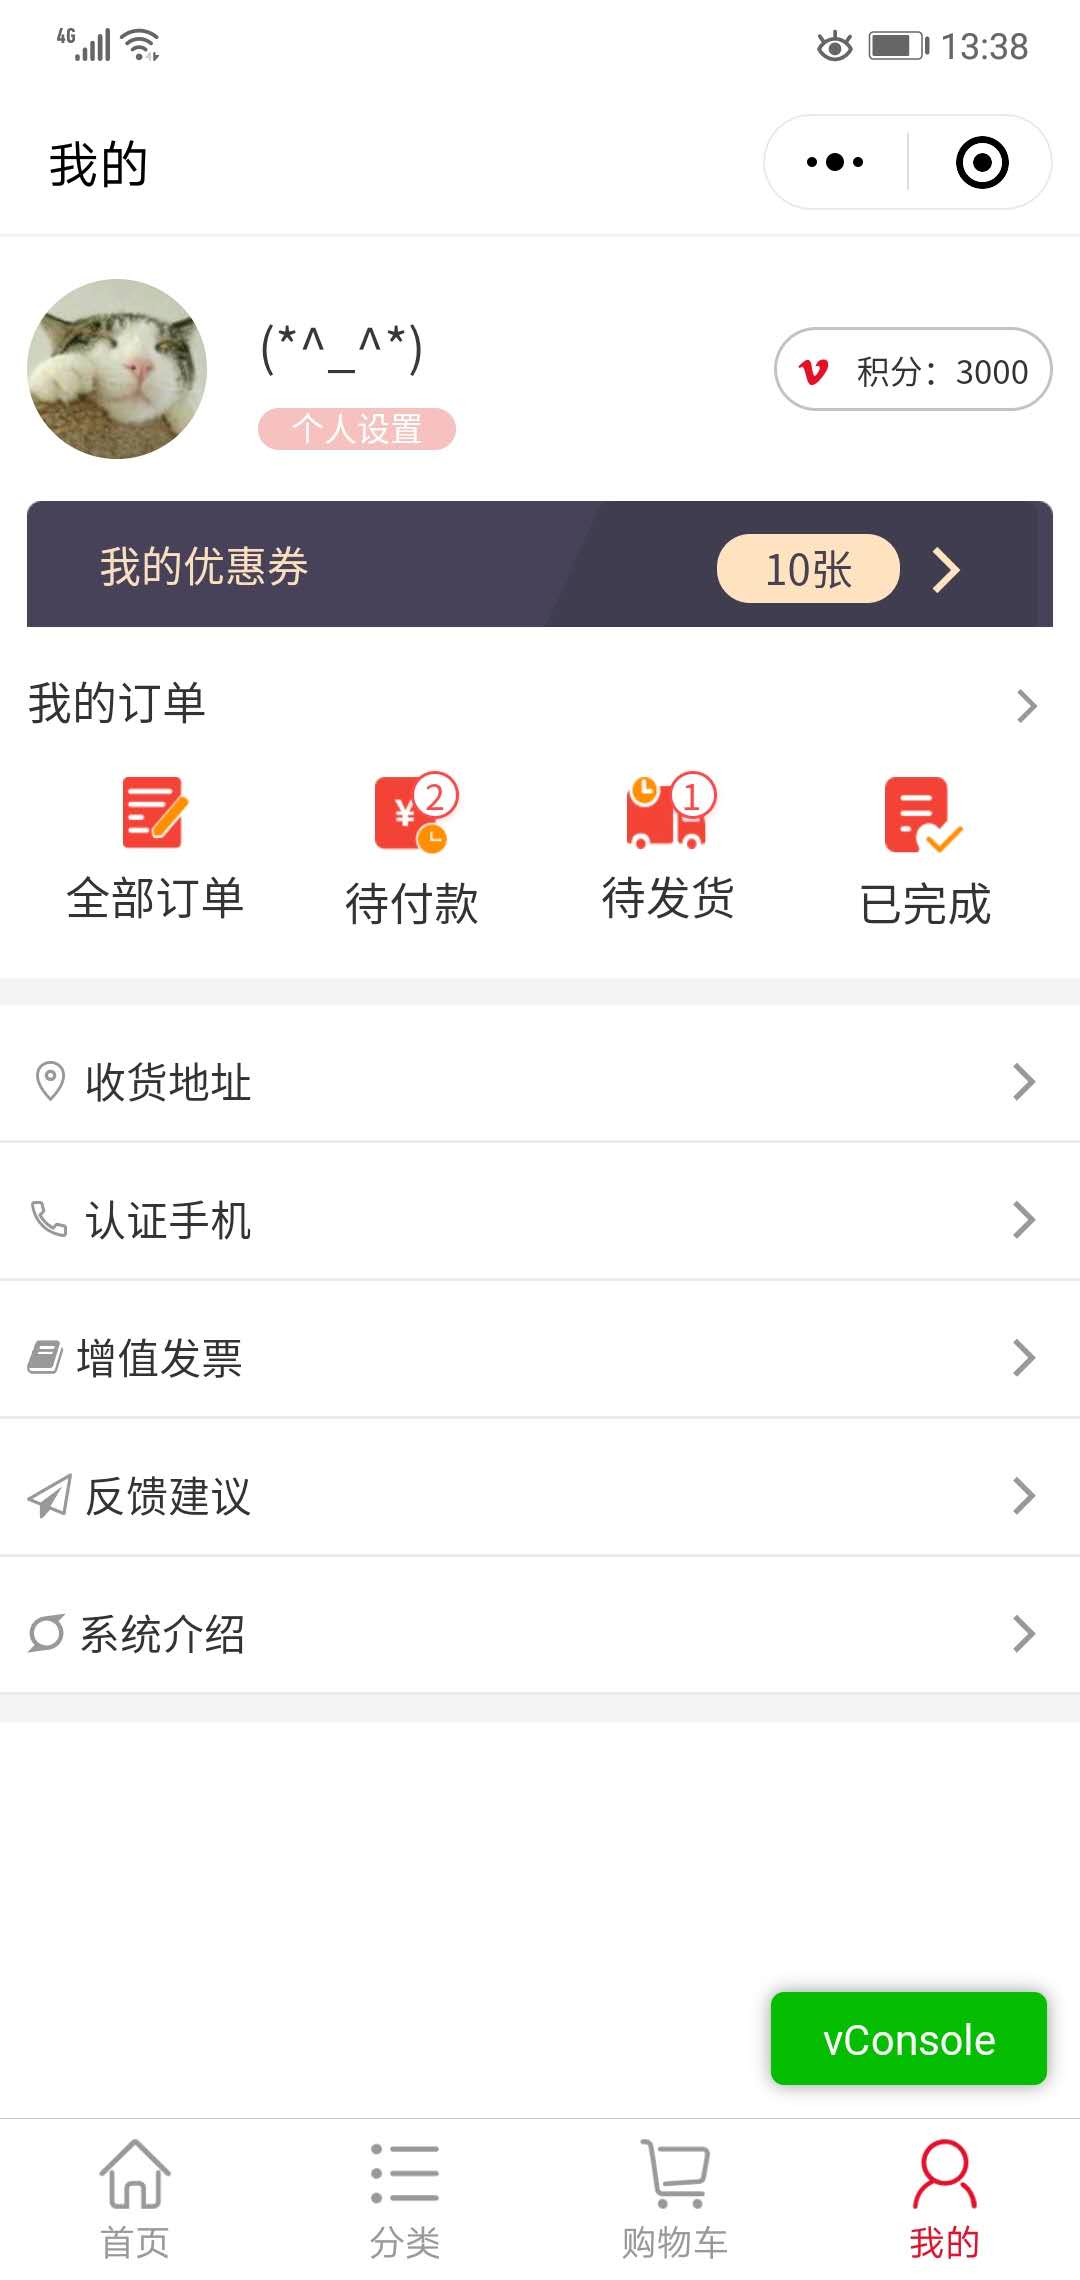 4G 13:38
我的
(*^_^*)
个人设置
积分：3000
我的优惠券 10张
我的订单
2 1
全部订单 待付款 待发货 已完成
收货地址
认证手机
增值发票
反馈建议
系统介绍
vConsole
首页 分类 购物车 我的